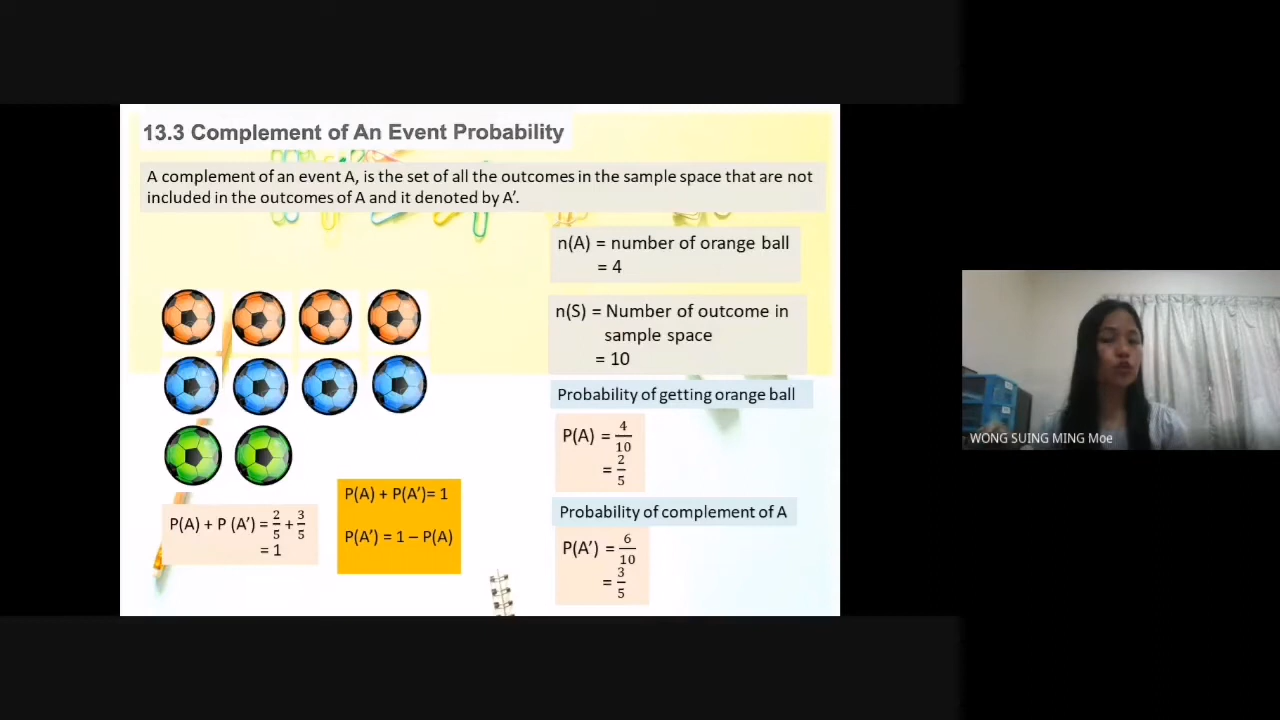 13.3 Complement of An Event Probability
A complement of an event A, is the set of all the outcomes in the sample space that are not
included in the outcomes of A and it denoted by A′.
n(A) = number of orange ball
= 4
n(S) = Number of outcome in
sample space
= 10
Probability of getting orange ball
P(A) = 4/10
= 2/5
Probability of complement of A
P(A′) = 6/10
= 3/5
P(A) + P (A′) = 2/5 + 3/5
= 1
P(A) + P(A′)= 1
P(A′) = 1 – P(A)
WONG SUING MING Moe